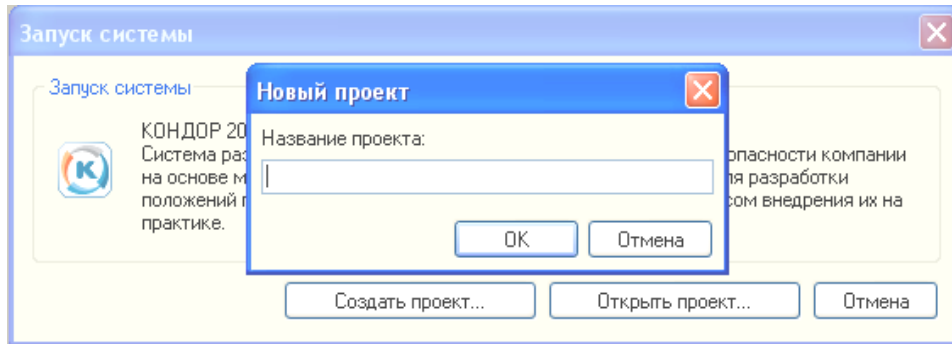 Запуск системы
Новый проект
Запуск системы
Название проекта:
КОНДОР 20
Система раз опасности компании
на основе м ля разработки
положений п сом внедрения их на
практике.
OK Отмена
Создать проект... Открыть проект... Отмена
K